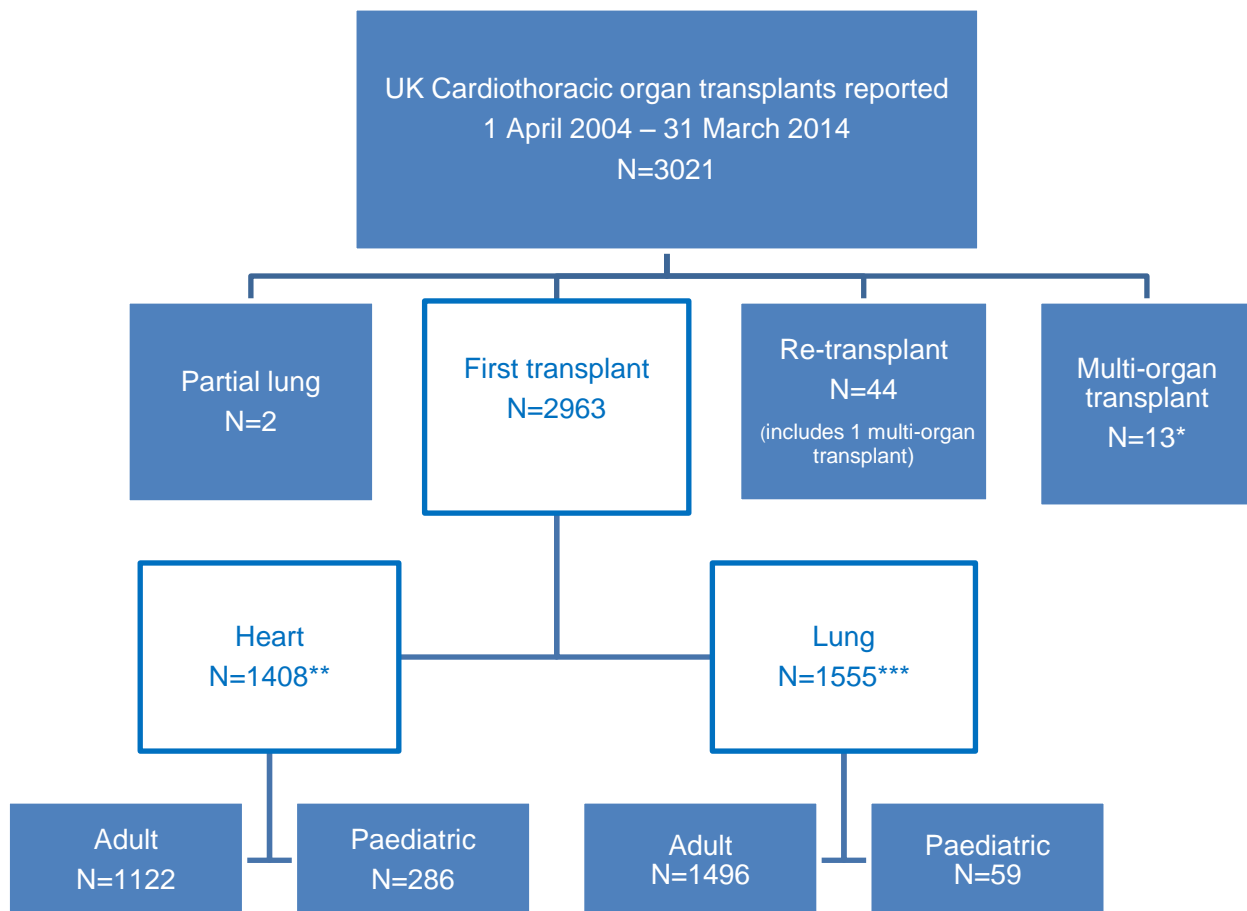 UK Cardiothoracic organ transplants reported
1 April 2004 – 31 March 2014
N=3021
Partial lung
N=2
First transplant
N=2963
Re-transplant
N=44
(includes 1 multi-organ
transplant)
Multi-organ
transplant
N=13*
Heart
N=1408**
Lung
N=1555***
Adult
N=1122
Paediatric
N=286
Adult
N=1496
Paediatric
N=59